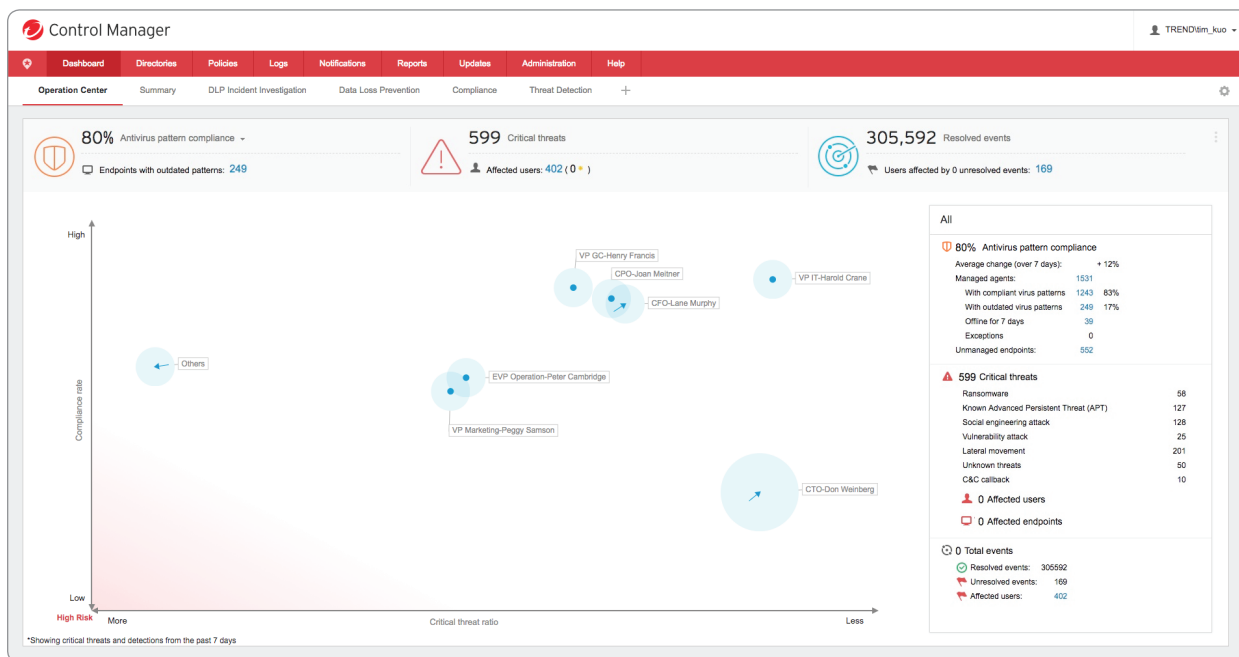 Control Manager
TREND\tim_kuo
Dashboard Directories Policies Logs Notifications Reports Updates Administration Help
Operation Center Summary DLP Incident Investigation Data Loss Prevention Compliance Threat Detection +
80% Antivirus pattern compliance
Endpoints with outdated patterns: 249
599 Critical threats
Affected users: 402 ( 0 )
305,592 Resolved events
Users affected by 0 unresolved events: 169
High
VP GC-Henry Francis
CPO-Joan Meitner
VP IT-Harold Crane
CFO-Lane Murphy
Others
EVP Operation-Peter Cambridge
VP Marketing-Peggy Samson
CTO-Don Weinberg
Compliance rate
Low
High Risk
More
Critical threat ratio
Less
*Showing critical threats and detections from the past 7 days
All
80% Antivirus pattern compliance
Average change (over 7 days): + 12%
Managed agents: 1531
With compliant virus patterns 1243 83%
With outdated virus patterns 249 17%
Offline for 7 days 39
Exceptions 0
Unmanaged endpoints: 552
599 Critical threats
Ransomware 58
Known Advanced Persistent Threat (APT) 127
Social engineering attack 128
Vulnerability attack 25
Lateral movement 201
Unknown threats 50
C&C callback 10
0 Affected users
0 Affected endpoints
0 Total events
Resolved events: 305592
Unresolved events: 169
Affected users: 402